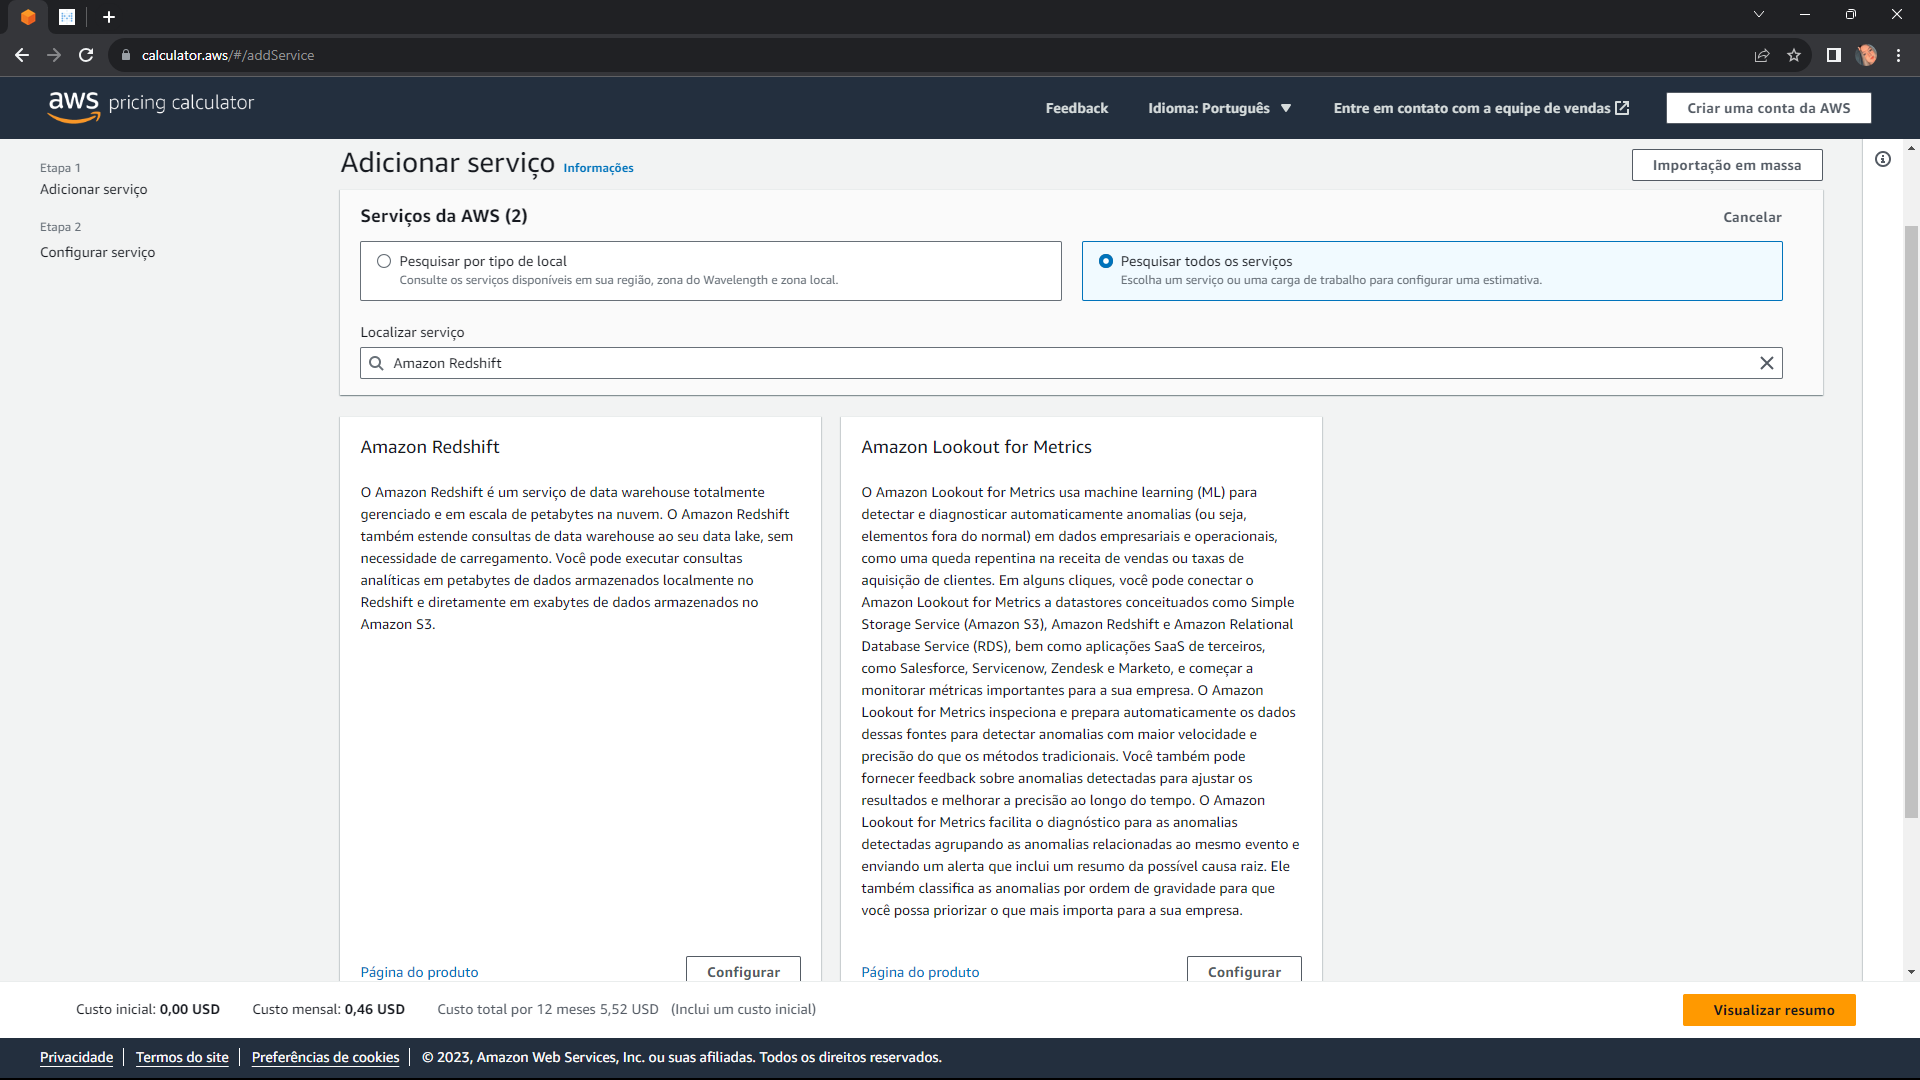 calculator.aws/#/addService
aws pricing calculator
Feedback
Idioma: Português
Entre em contato com a equipe de vendas
Criar uma conta da AWS
Etapa 1
Adicionar serviço
Etapa 2
Configurar serviço
Adicionar serviço Informações
Importação em massa
Serviços da AWS (2)
Cancelar
Pesquisar por tipo de local
Consulte os serviços disponíveis em sua região, zona do Wavelength e zona local.
Pesquisar todos os serviços
Escolha um serviço ou uma carga de trabalho para configurar uma estimativa.
Localizar serviço
Amazon Redshift
Amazon Redshift
O Amazon Redshift é um serviço de data warehouse totalmente
gerenciado e em escala de petabytes na nuvem. O Amazon Redshift
também estende consultas de data warehouse ao seu data lake, sem
necessidade de carregamento. Você pode executar consultas
analíticas em petabytes de dados armazenados localmente no
Redshift e diretamente em exabytes de dados armazenados no
Amazon S3.
Página do produto
Configurar
Amazon Lookout for Metrics
O Amazon Lookout for Metrics usa machine learning (ML) para
detectar e diagnosticar automaticamente anomalias (ou seja,
elementos fora do normal) em dados empresariais e operacionais,
como uma queda repentina na receita de vendas ou taxas de
aquisição de clientes. Em alguns cliques, você pode conectar o
Amazon Lookout for Metrics a datastores conceituados como Simple
Storage Service (Amazon S3), Amazon Redshift e Amazon Relational
Database Service (RDS), bem como aplicações SaaS de terceiros,
como Salesforce, Servicenow, Zendesk e Marketo, e começar a
monitorar métricas importantes para a sua empresa. O Amazon
Lookout for Metrics inspeciona e prepara automaticamente os dados
dessas fontes para detectar anomalias com maior velocidade e
precisão do que os métodos tradicionais. Você também pode
fornecer feedback sobre anomalias detectadas para ajustar os
resultados e melhorar a precisão ao longo do tempo. O Amazon
Lookout for Metrics facilita o diagnóstico para as anomalias
detectadas agrupando as anomalias relacionadas ao mesmo evento e
enviando um alerta que inclui um resumo da possível causa raiz. Ele
também classifica as anomalias por ordem de gravidade para que
você possa priorizar o que mais importa para a sua empresa.
Página do produto
Configurar
Custo inicial: 0,00 USD
Custo mensal: 0,46 USD
Custo total por 12 meses 5,52 USD (Inclui um custo inicial)
Visualizar resumo
Privacidade
Termos do site
Preferências de cookies
© 2023, Amazon Web Services, Inc. ou suas afiliadas. Todos os direitos reservados.